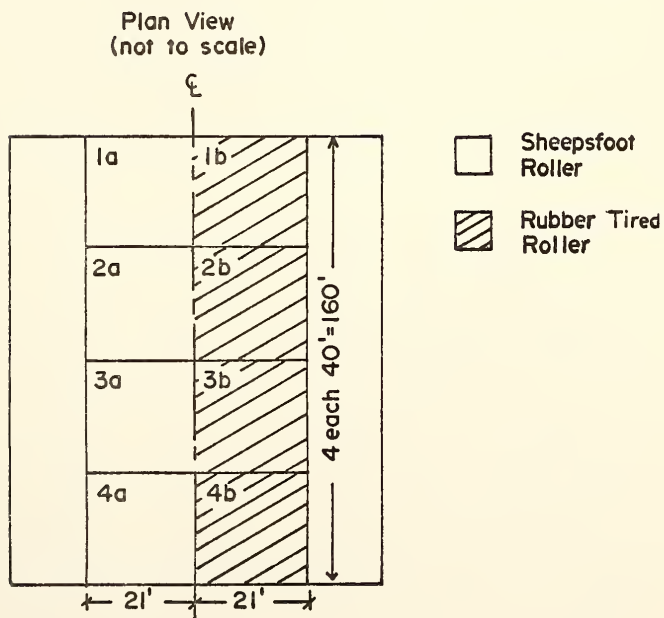 Plan View
(not to scale)
℄
1a
1b
Sheepsfoot
Roller
Rubber Tired
Roller
2a
2b
3a
3b
4 each 40'=160'
4a
4b
21'
21'